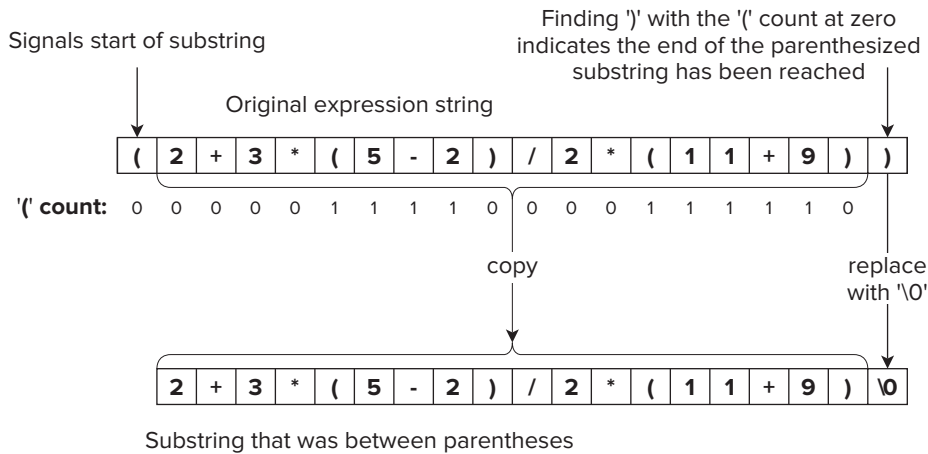 Signals start of substring
Finding ')' with the '(' count at zero
indicates the end of the parenthesized
substring has been reached
Original expression string
( 2 + 3 * ( 5 - 2 ) / 2 * ( 1 1 + 9 ) )
'(' count: 0 0 0 0 0 1 1 1 1 0 0 0 0 1 1 1 1 1 0
copy
replace
with '\0'
2 + 3 * ( 5 - 2 ) / 2 * ( 1 1 + 9 ) \0
Substring that was between parentheses